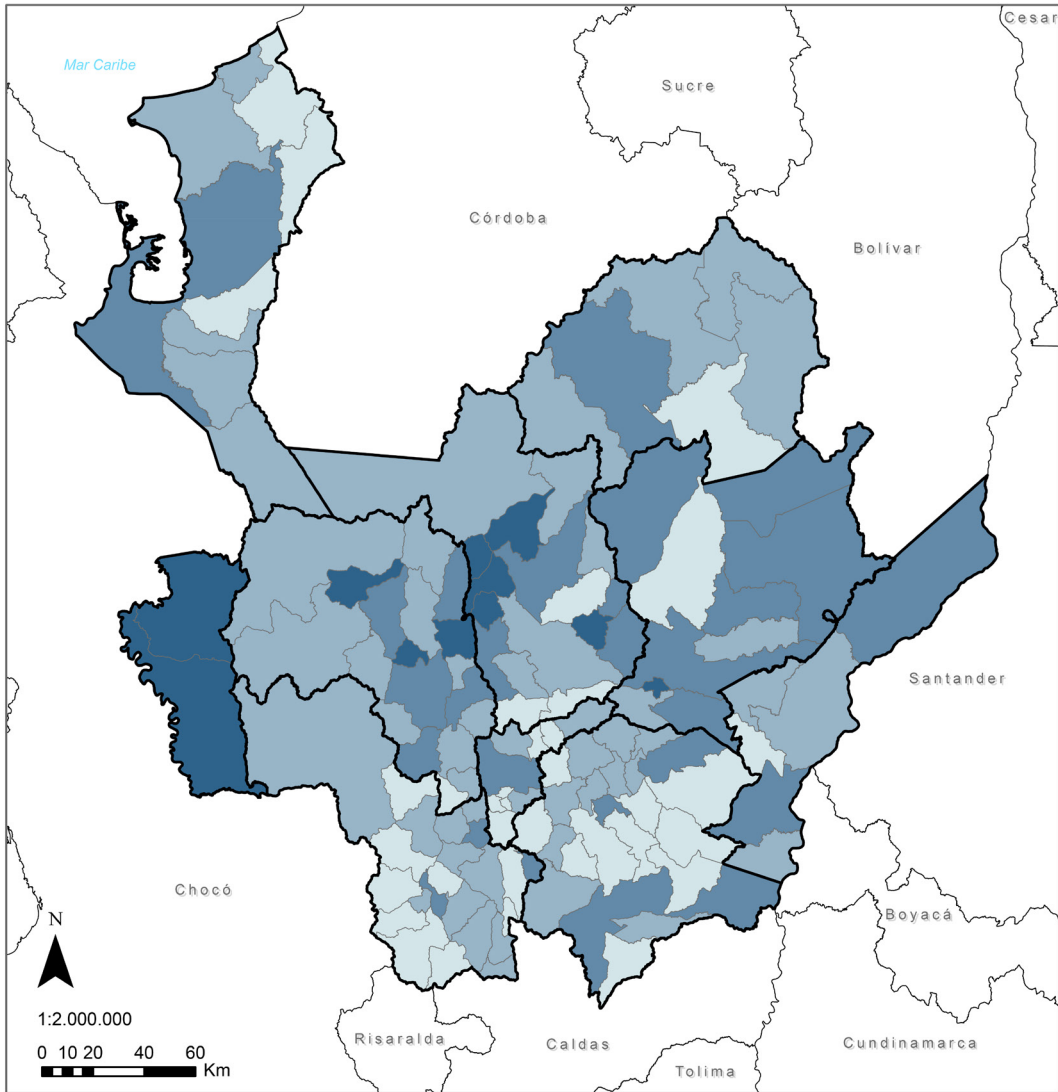 Cesar
Mar Caribe
Sucre
Córdoba
Bolívar
Santander
Chocó
Boyacá
N
1:2.000.000
0 10 20 40 60
Km
Risaralda
Caldas
Cundinamarca
Tolima